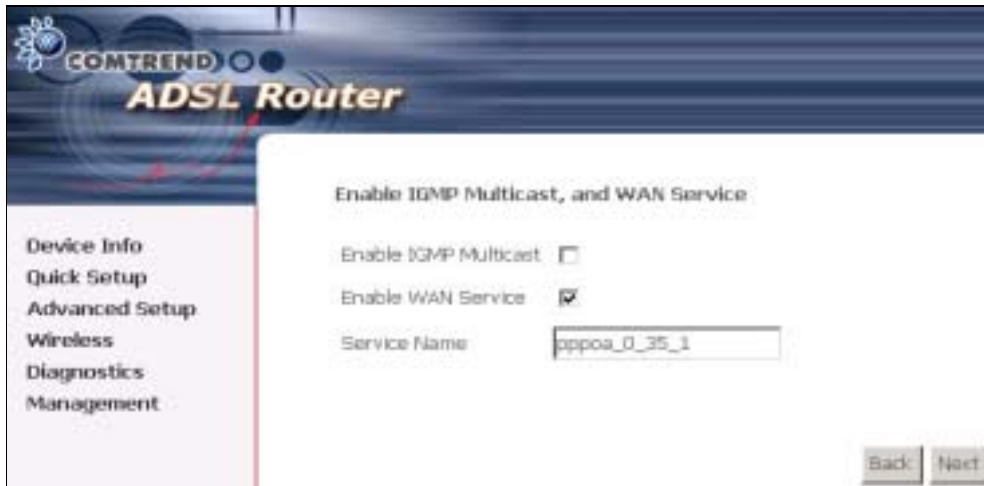 COMTREND
ADSL Router
Enable IGMP Multicast, and WAN Service
Device Info
Quick Setup
Advanced Setup
Wireless
Diagnostics
Management
Enable IGMP Multicast
Enable WAN Service
Service Name
pppoa_0_35_1
Back
Next